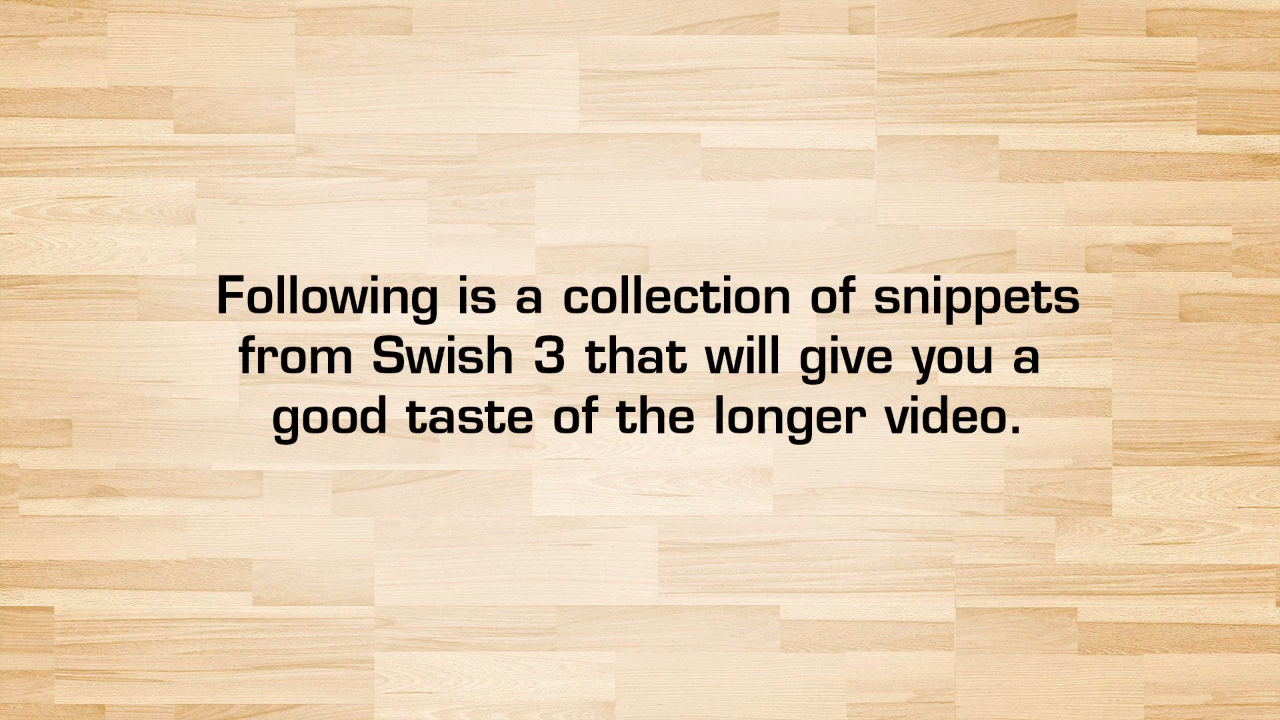 Following is a collection of snippets
from Swish 3 that will give you a
good taste of the longer video.